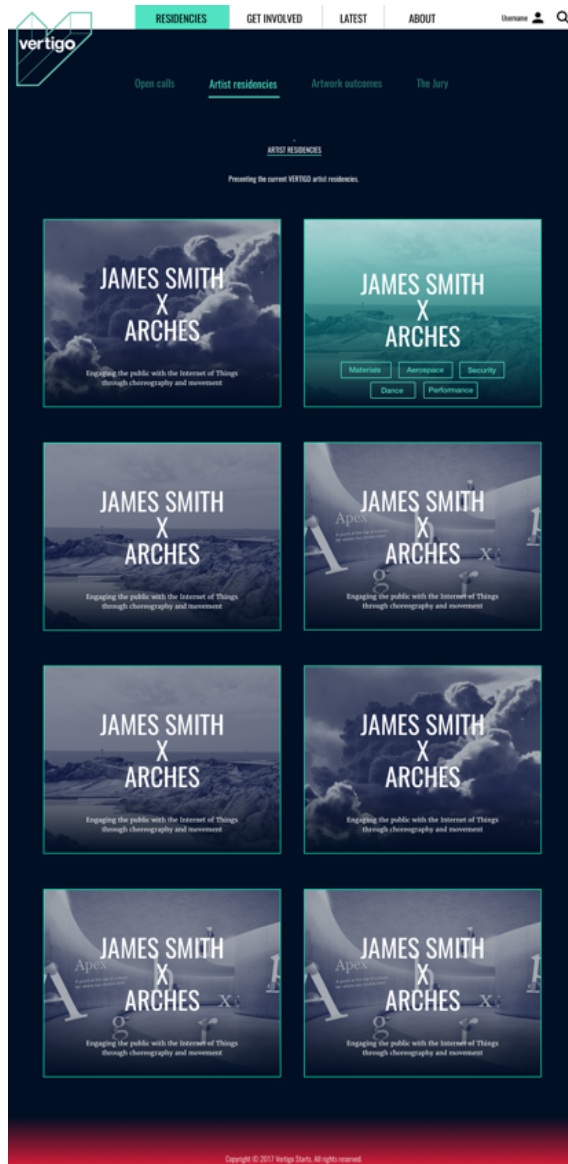 RESIDENCIES GET INVOLVED LATEST ABOUT Username
vertigo
Open calls Artist residencies Artwork outcomes The Jury
ARTIST RESIDENCES
Presenting the current VERTIGO artist residencies.
JAMES SMITH
X
ARCHES
Engaging the public with the Internet of Things
through choreography and movement
JAMES SMITH
X
ARCHES
Materials Aerospace Security
Dance Performance
JAMES SMITH
X
ARCHES
Engaging the public with the Internet of Things
through choreography and movement
Apex
JAMES SMITH
X
ARCHES
Engaging the public with the Internet of Things
through choreography and movement
JAMES SMITH
X
ARCHES
Engaging the public with the Internet of Things
through choreography and movement
JAMES SMITH
X
ARCHES
Engaging the public with the Internet of Things
through choreography and movement
Apex
JAMES SMITH
X
ARCHES
Engaging the public with the Internet of Things
through choreography and movement
Apex
JAMES SMITH
X
ARCHES
Engaging the public with the Internet of Things
through choreography and movement
Copyright © 2017 Vertigo Starts. All rights reserved.